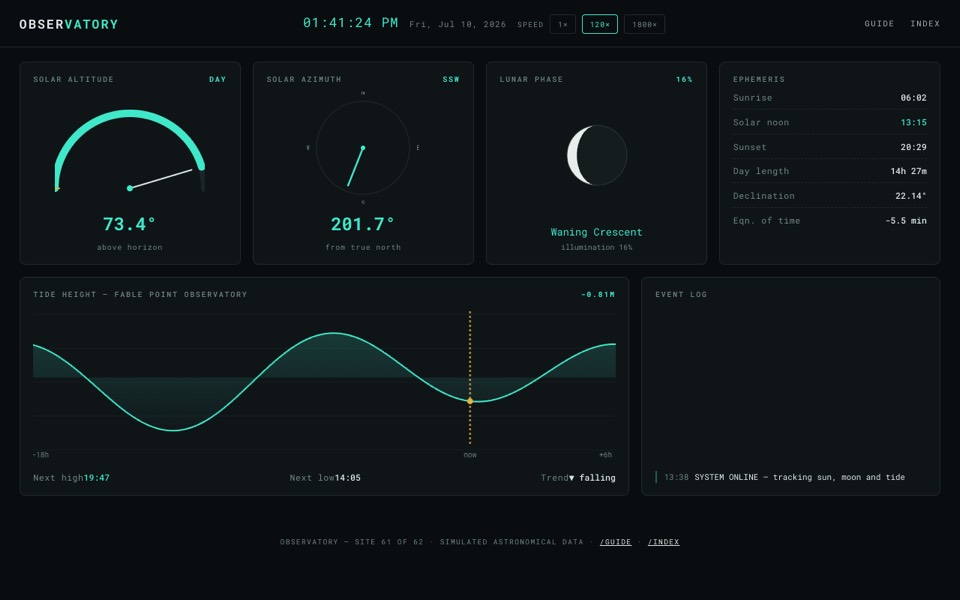 OBSERVATORY
01:41:24 PM Fri, Jul 10, 2026 SPEED 1× 120× 1800×
GUIDE INDEX
SOLAR ALTITUDE DAY
73.4°
above horizon
SOLAR AZIMUTH SSW
E
201.7°
from true north
LUNAR PHASE 16%
Waning Crescent
illumination 16%
EPHEMERIS
Sunrise 06:02
Solar noon 13:15
Sunset 20:29
Day length 14h 27m
Declination 22.14°
Eqn. of time -5.5 min
TIDE HEIGHT — FABLE POINT OBSERVATORY -0.81M
-18h now +6h
Next high19:47 Next low14:05 Trend▼ falling
EVENT LOG
13:38 SYSTEM ONLINE — tracking sun, moon and tide
OBSERVATORY — SITE 61 OF 62 · SIMULATED ASTRONOMICAL DATA · /GUIDE · /INDEX